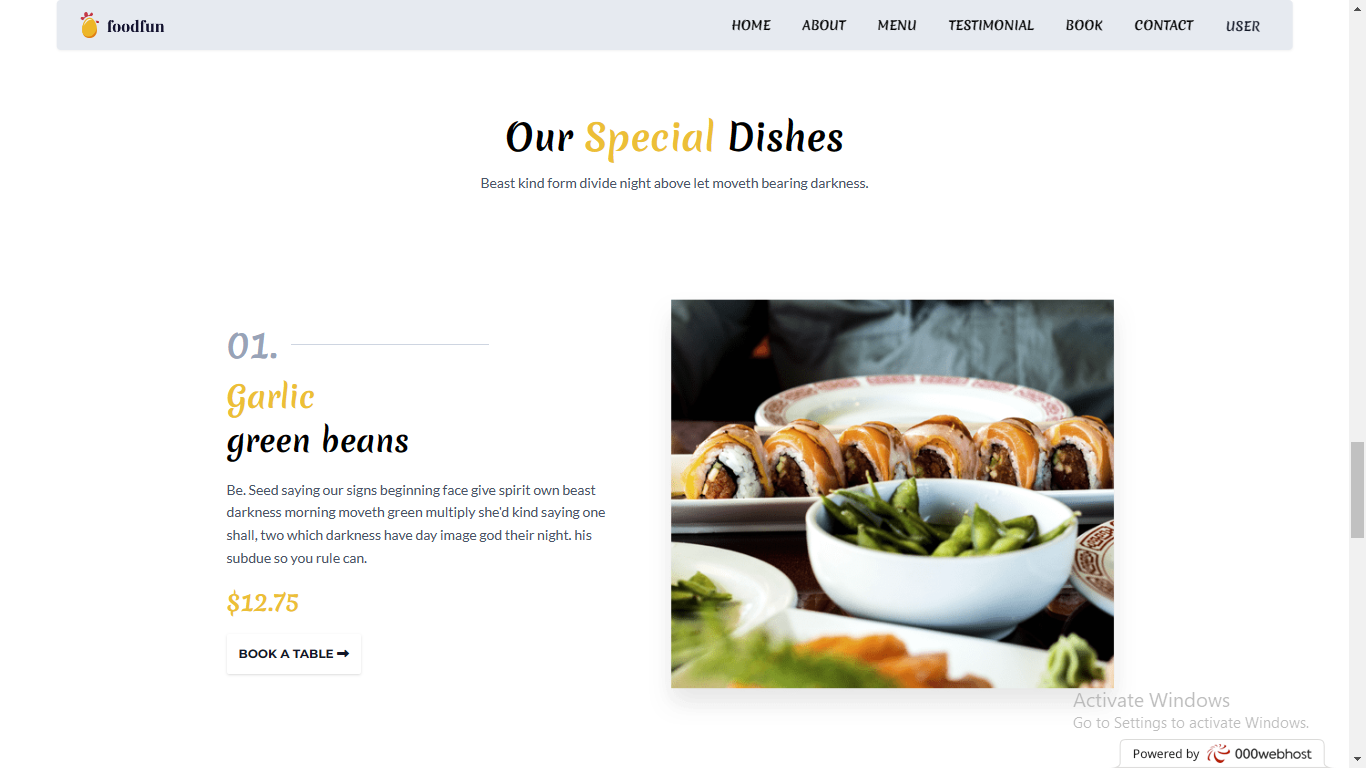 foodfun HOME ABOUT MENU TESTIMONIAL BOOK CONTACT USER
Our Special Dishes
Beast kind form divide night above let moveth bearing darkness.
01.
Garlic
green beans
Be. Seed saying our signs beginning face give spirit own beast
darkness morning moveth green multiply she'd kind saying one
shall, two which darkness have day image god their night. his
subdue so you rule can.
$12.75
BOOK A TABLE
Activate Windows
Go to Settings to activate Windows.
Powered by 000webhost